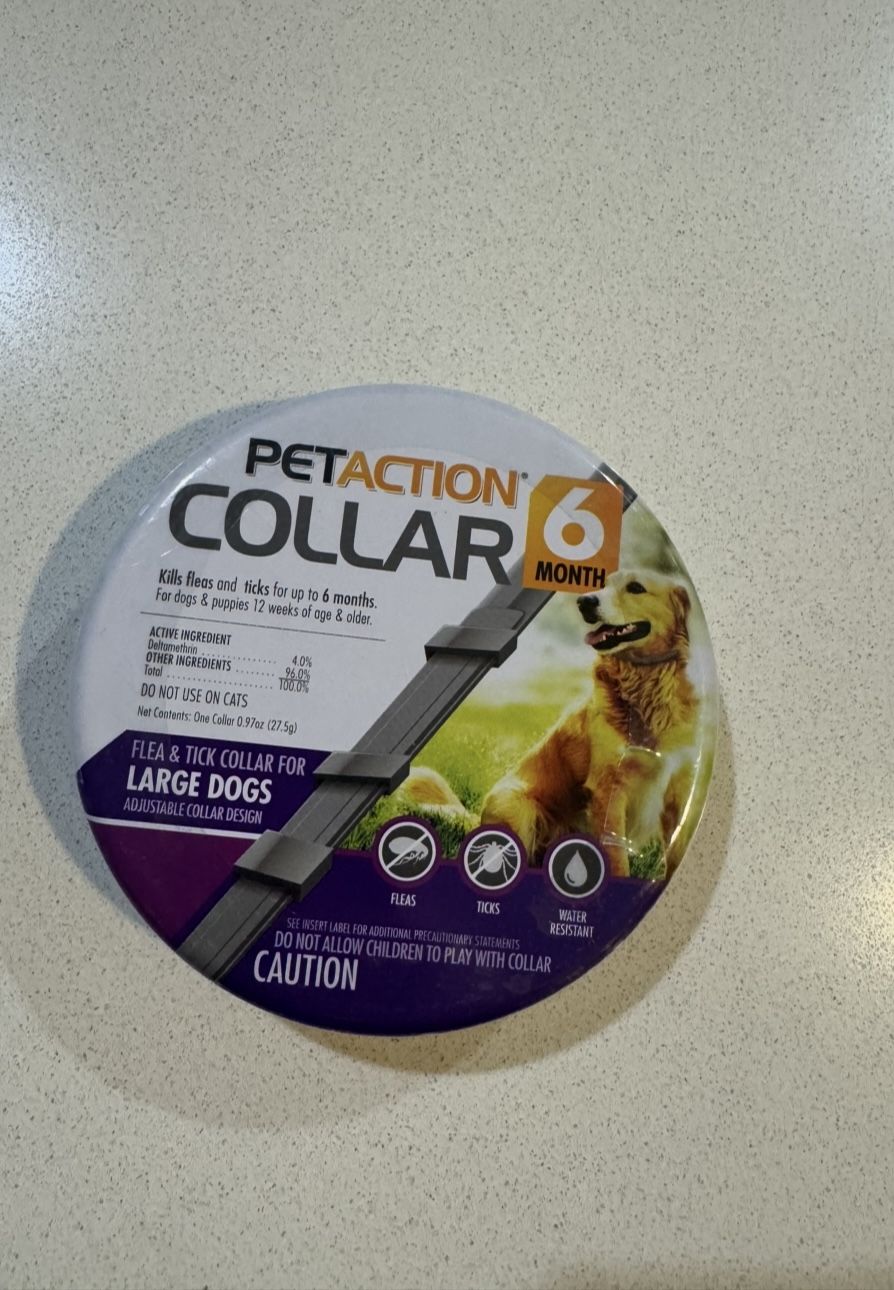 PETACTION®
COLLAR
6
MONTH
Kills fleas and ticks for up to 6 months.
For dogs & puppies 12 weeks of age & older.
ACTIVE INGREDIENT
Deltamethrin ............ 4.0%
OTHER INGREDIENTS ........ 96.0%
Total .................... 100.0%
DO NOT USE ON CATS
Net Contents: One Collar 0.97oz (27.5g)
FLEA & TICK COLLAR FOR
LARGE DOGS
ADJUSTABLE COLLAR DESIGN
FLEAS
TICKS
WATER
RESISTANT
SEE INSERT LABEL FOR ADDITIONAL PRECAUTIONARY STATEMENTS
DO NOT ALLOW CHILDREN TO PLAY WITH COLLAR
CAUTION